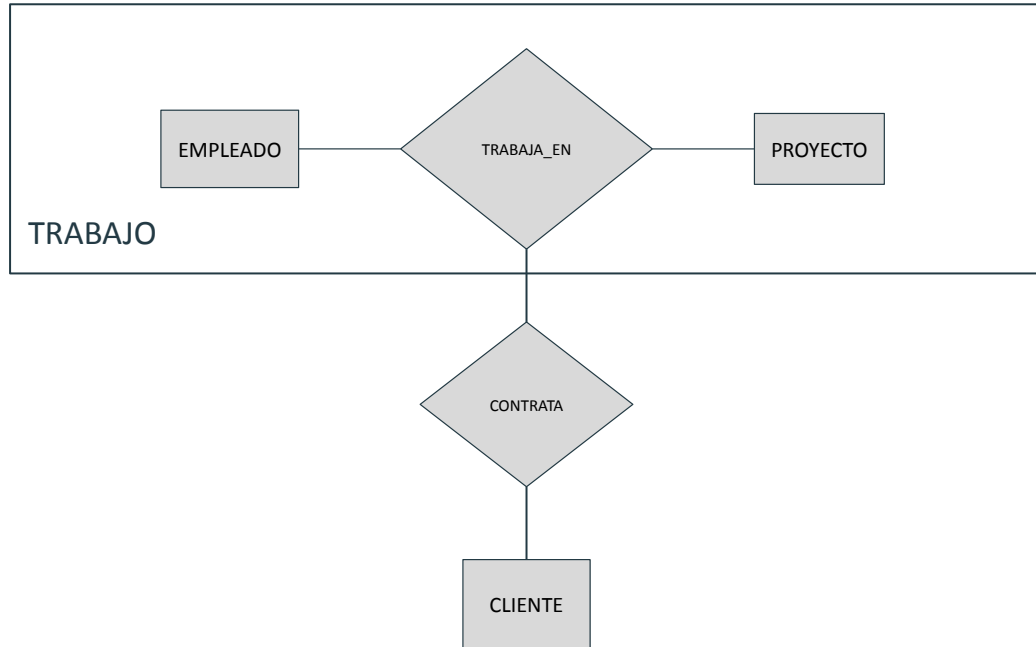 EMPLEADO
TRABAJA_EN
PROYECTO
TRABAJO
CONTRATA
CLIENTE